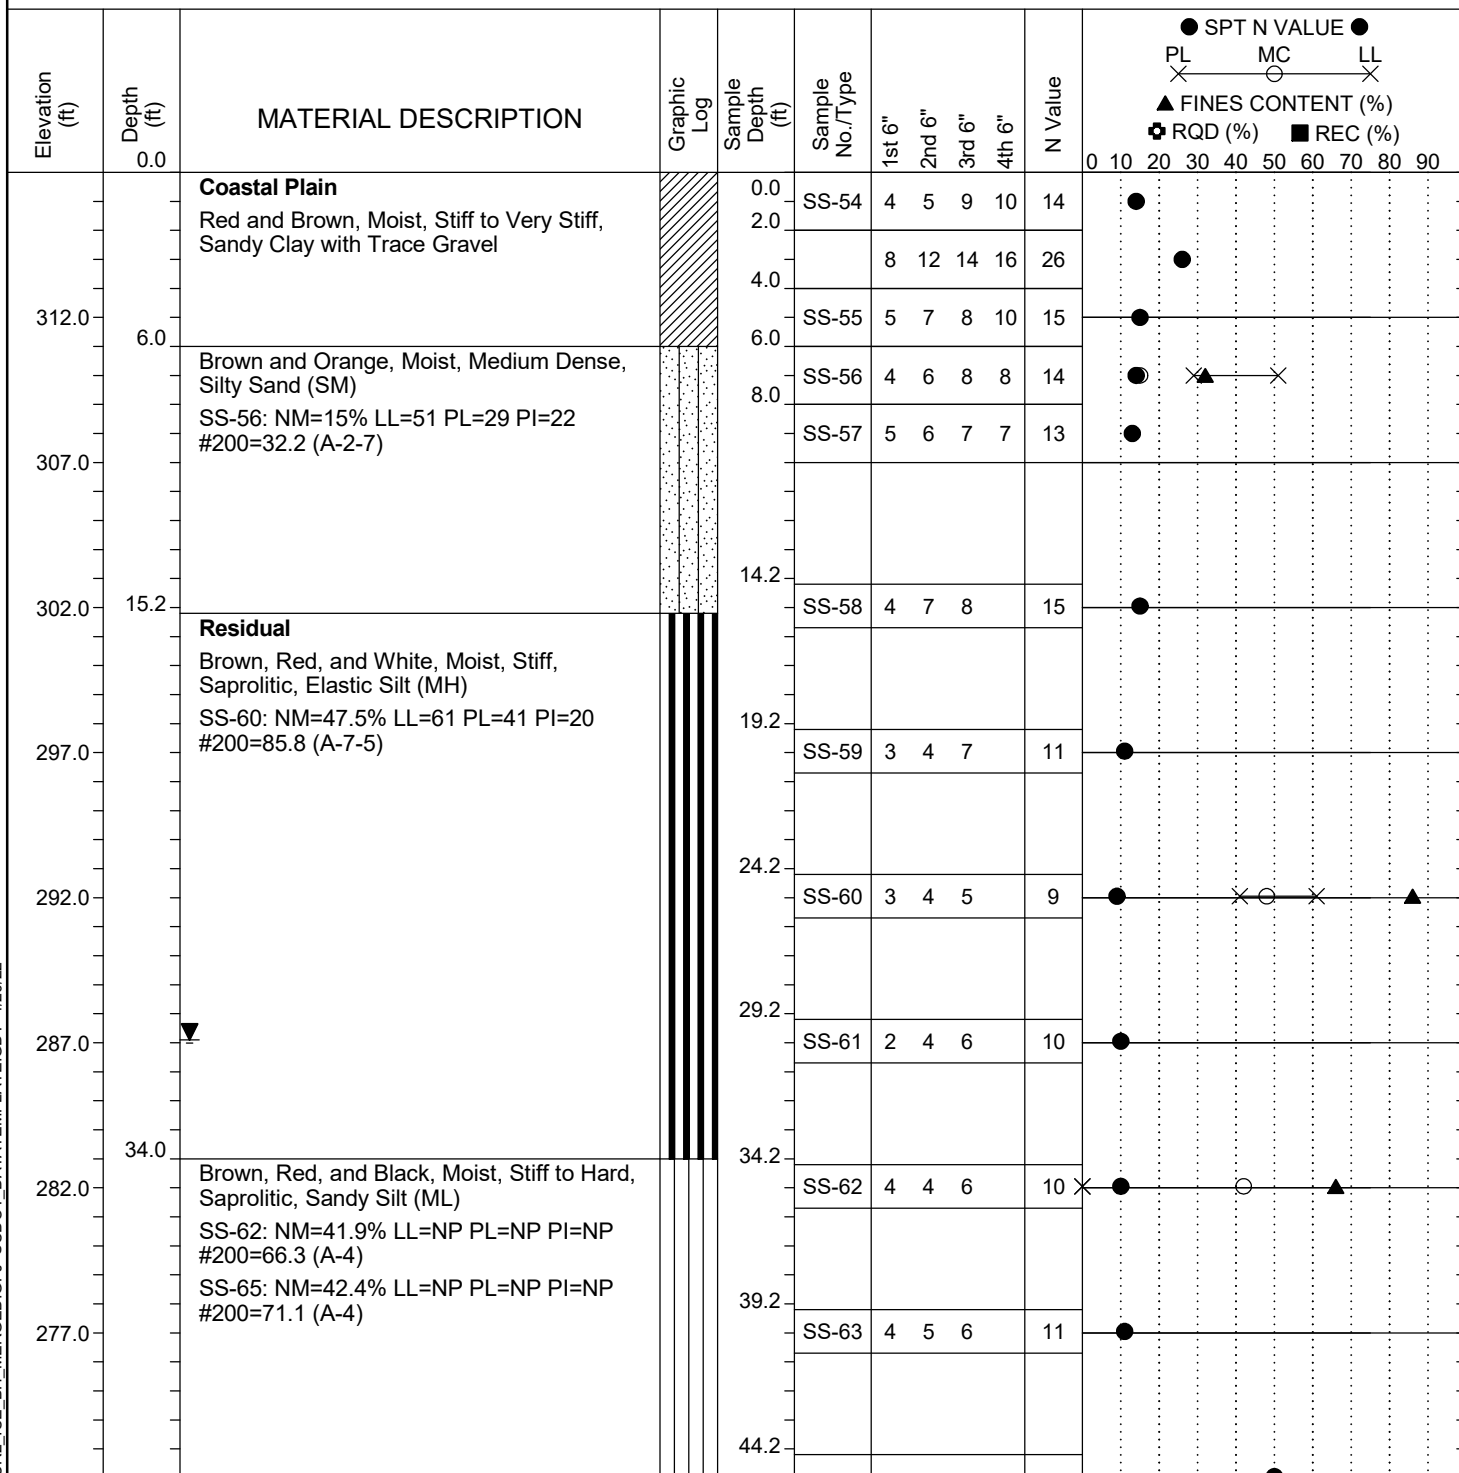 SPT N VALUE
PL MC LL
FINES CONTENT (%)
RQD (%) REC (%)
Elevation (ft)
Depth (ft)
MATERIAL DESCRIPTION
Graphic Log
Sample Depth (ft)
Sample No./Type
1st 6"
2nd 6"
3rd 6"
4th 6"
N Value
0.0
0 10 20 30 40 50 60 70 80 90
Coastal Plain
Red and Brown, Moist, Stiff to Very Stiff,
Sandy Clay with Trace Gravel
0.0
SS-54 4 5 9 10 14
2.0
8 12 14 16 26
4.0
312.0
SS-55 5 7 8 10 15
6.0
6.0
Brown and Orange, Moist, Medium Dense,
Silty Sand (SM)
SS-56 4 6 8 8 14
8.0
SS-56: NM=15% LL=51 PL=29 PI=22
#200=32.2 (A-2-7)
SS-57 5 6 7 7 13
307.0
14.2
302.0
15.2
SS-58 4 7 8 15
Residual
Brown, Red, and White, Moist, Stiff,
Saprolitic, Elastic Silt (MH)
SS-60: NM=47.5% LL=61 PL=41 PI=20
#200=85.8 (A-7-5)
19.2
297.0
SS-59 3 4 7 11
24.2
292.0
SS-60 3 4 5 9
29.2
287.0
SS-61 2 4 6 10
34.0
34.2
Brown, Red, and Black, Moist, Stiff to Hard,
Saprolitic, Sandy Silt (ML)
282.0
SS-62 4 4 6 10
SS-62: NM=41.9% LL=NP PL=NP PI=NP
#200=66.3 (A-4)
SS-65: NM=42.4% LL=NP PL=NP PI=NP
#200=71.1 (A-4)
39.2
277.0
SS-63 4 5 6 11
44.2